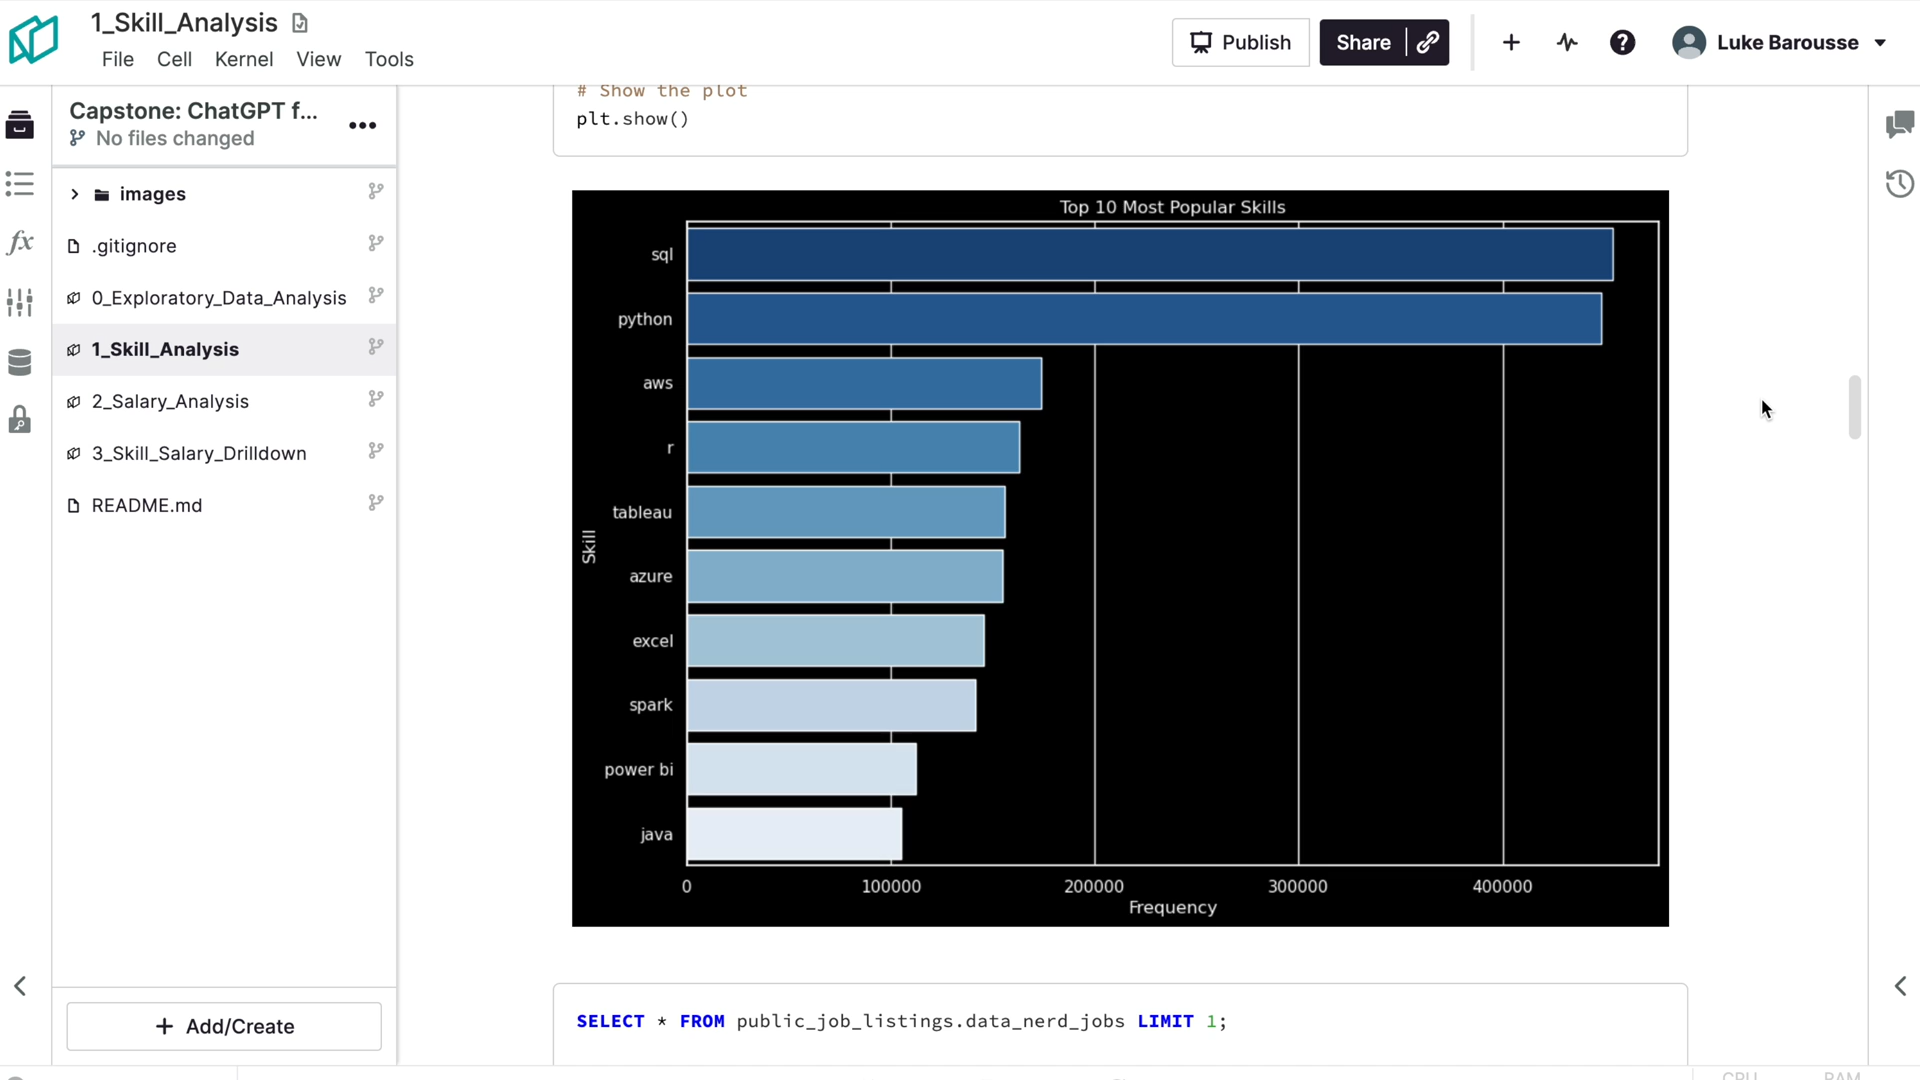 1_Skill_Analysis
File Cell Kernel View Tools
Publish
Share
Luke Barousse
Capstone: ChatGPT f...
No files changed
images
.gitignore
0_Exploratory_Data_Analysis
1_Skill_Analysis
2_Salary_Analysis
3_Skill_Salary_Drilldown
README.md
Add/Create
# Show the plot
plt.show()
Top 10 Most Popular Skills
Skill
sql
python
aws
r
tableau
azure
excel
spark
power bi
java
0 100000 200000 300000 400000
Frequency
SELECT * FROM public_job_listings.data_nerd_jobs LIMIT 1;
CPU RAM